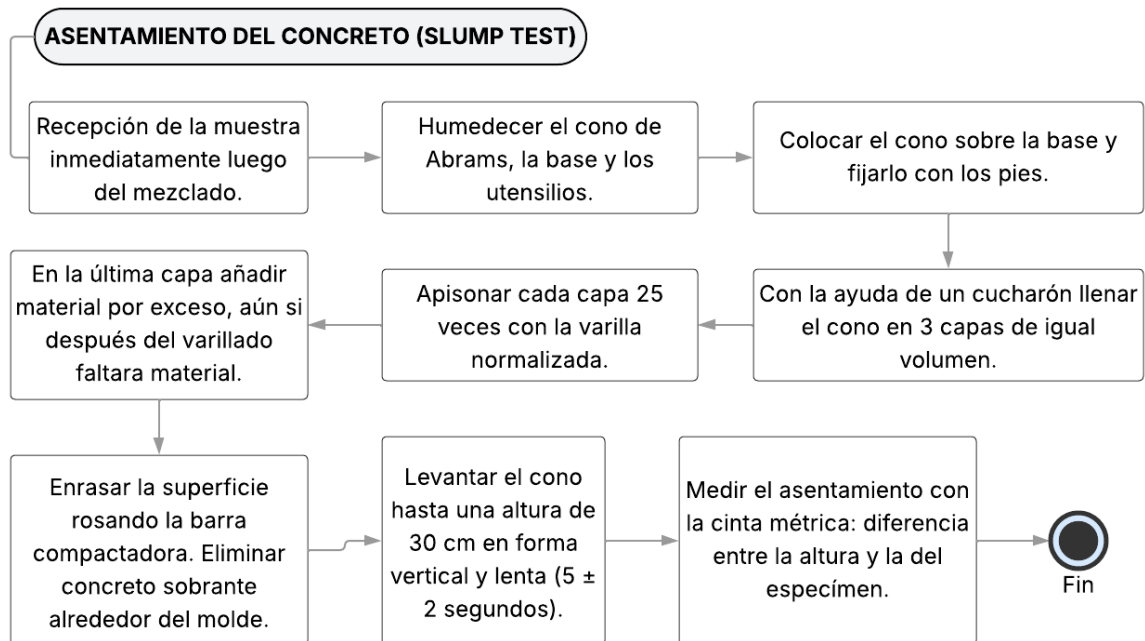 ASENTAMIENTO DEL CONCRETO (SLUMP TEST)
Recepción de la muestra
inmediatamente luego
del mezclado.
Humedecer el cono de
Abrams, la base y los
utensilios.
Colocar el cono sobre la base y
fijarlo con los pies.
Con la ayuda de un cucharón llenar
el cono en 3 capas de igual
volumen.
Apisonar cada capa 25
veces con la varilla
normalizada.
En la última capa añadir
material por exceso, aún si
después del varillado
faltara material.
Enrasar la superficie
rosando la barra
compactadora. Eliminar
concreto sobrante
alrededor del molde.
Levantar el cono
hasta una altura de
30 cm en forma
vertical y lenta (5 ±
2 segundos).
Medir el asentamiento con
la cinta métrica: diferencia
entre la altura y la del
especímen.
Fin